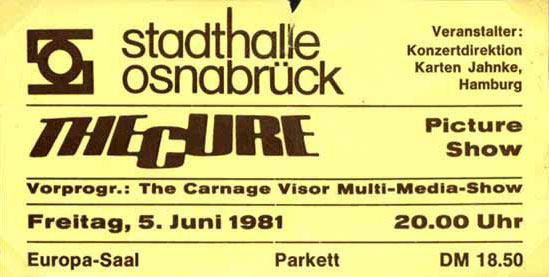 stadthalle
osnabrück
Veranstalter:
Konzertdirektion
Karten Jahnke,
Hamburg
THE CURE
Picture
Show
Vorprogr.: The Carnage Visor Multi-Media-Show
Freitag, 5. Juni 1981 20.00 Uhr
Europa-Saal Parkett DM 18.50